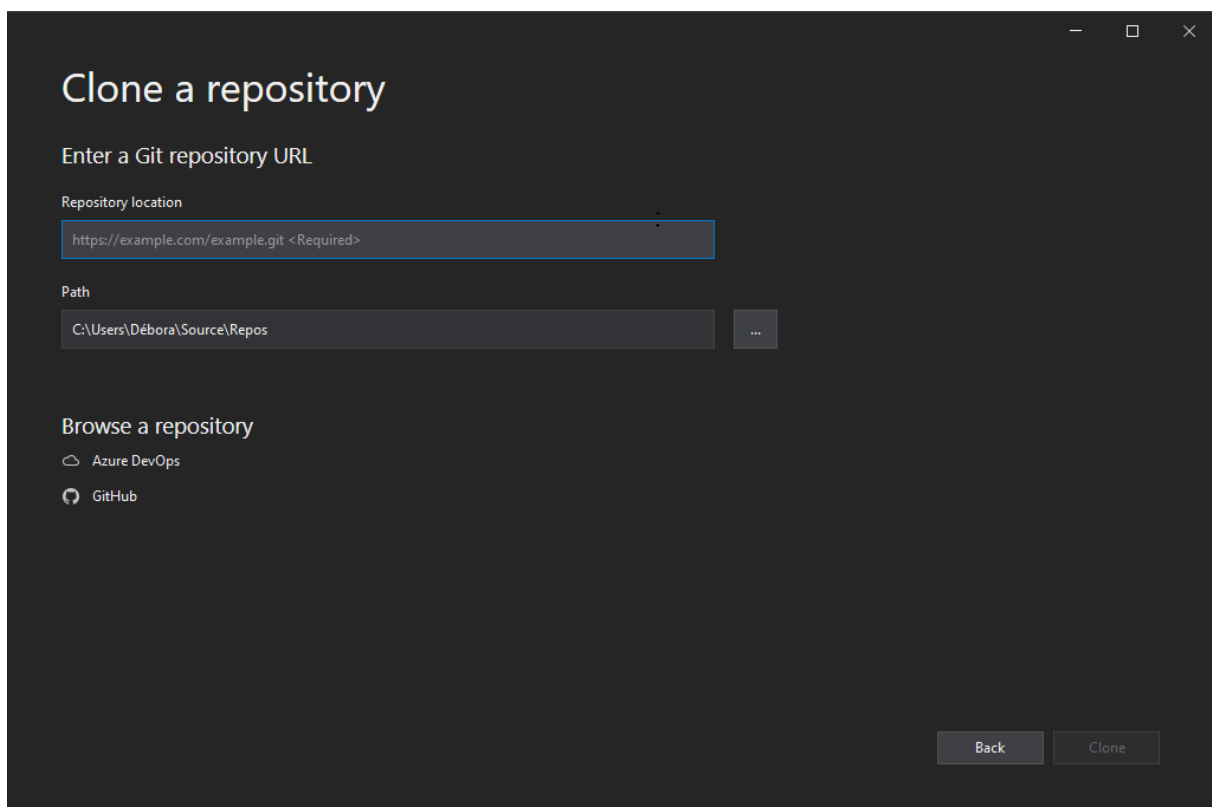 Clone a repository
Enter a Git repository URL
Repository location
https://example.com/example.git <Required>
Path
C:\Users\Débora\Source\Repos
...
Browse a repository
Azure DevOps
GitHub
Back
Clone